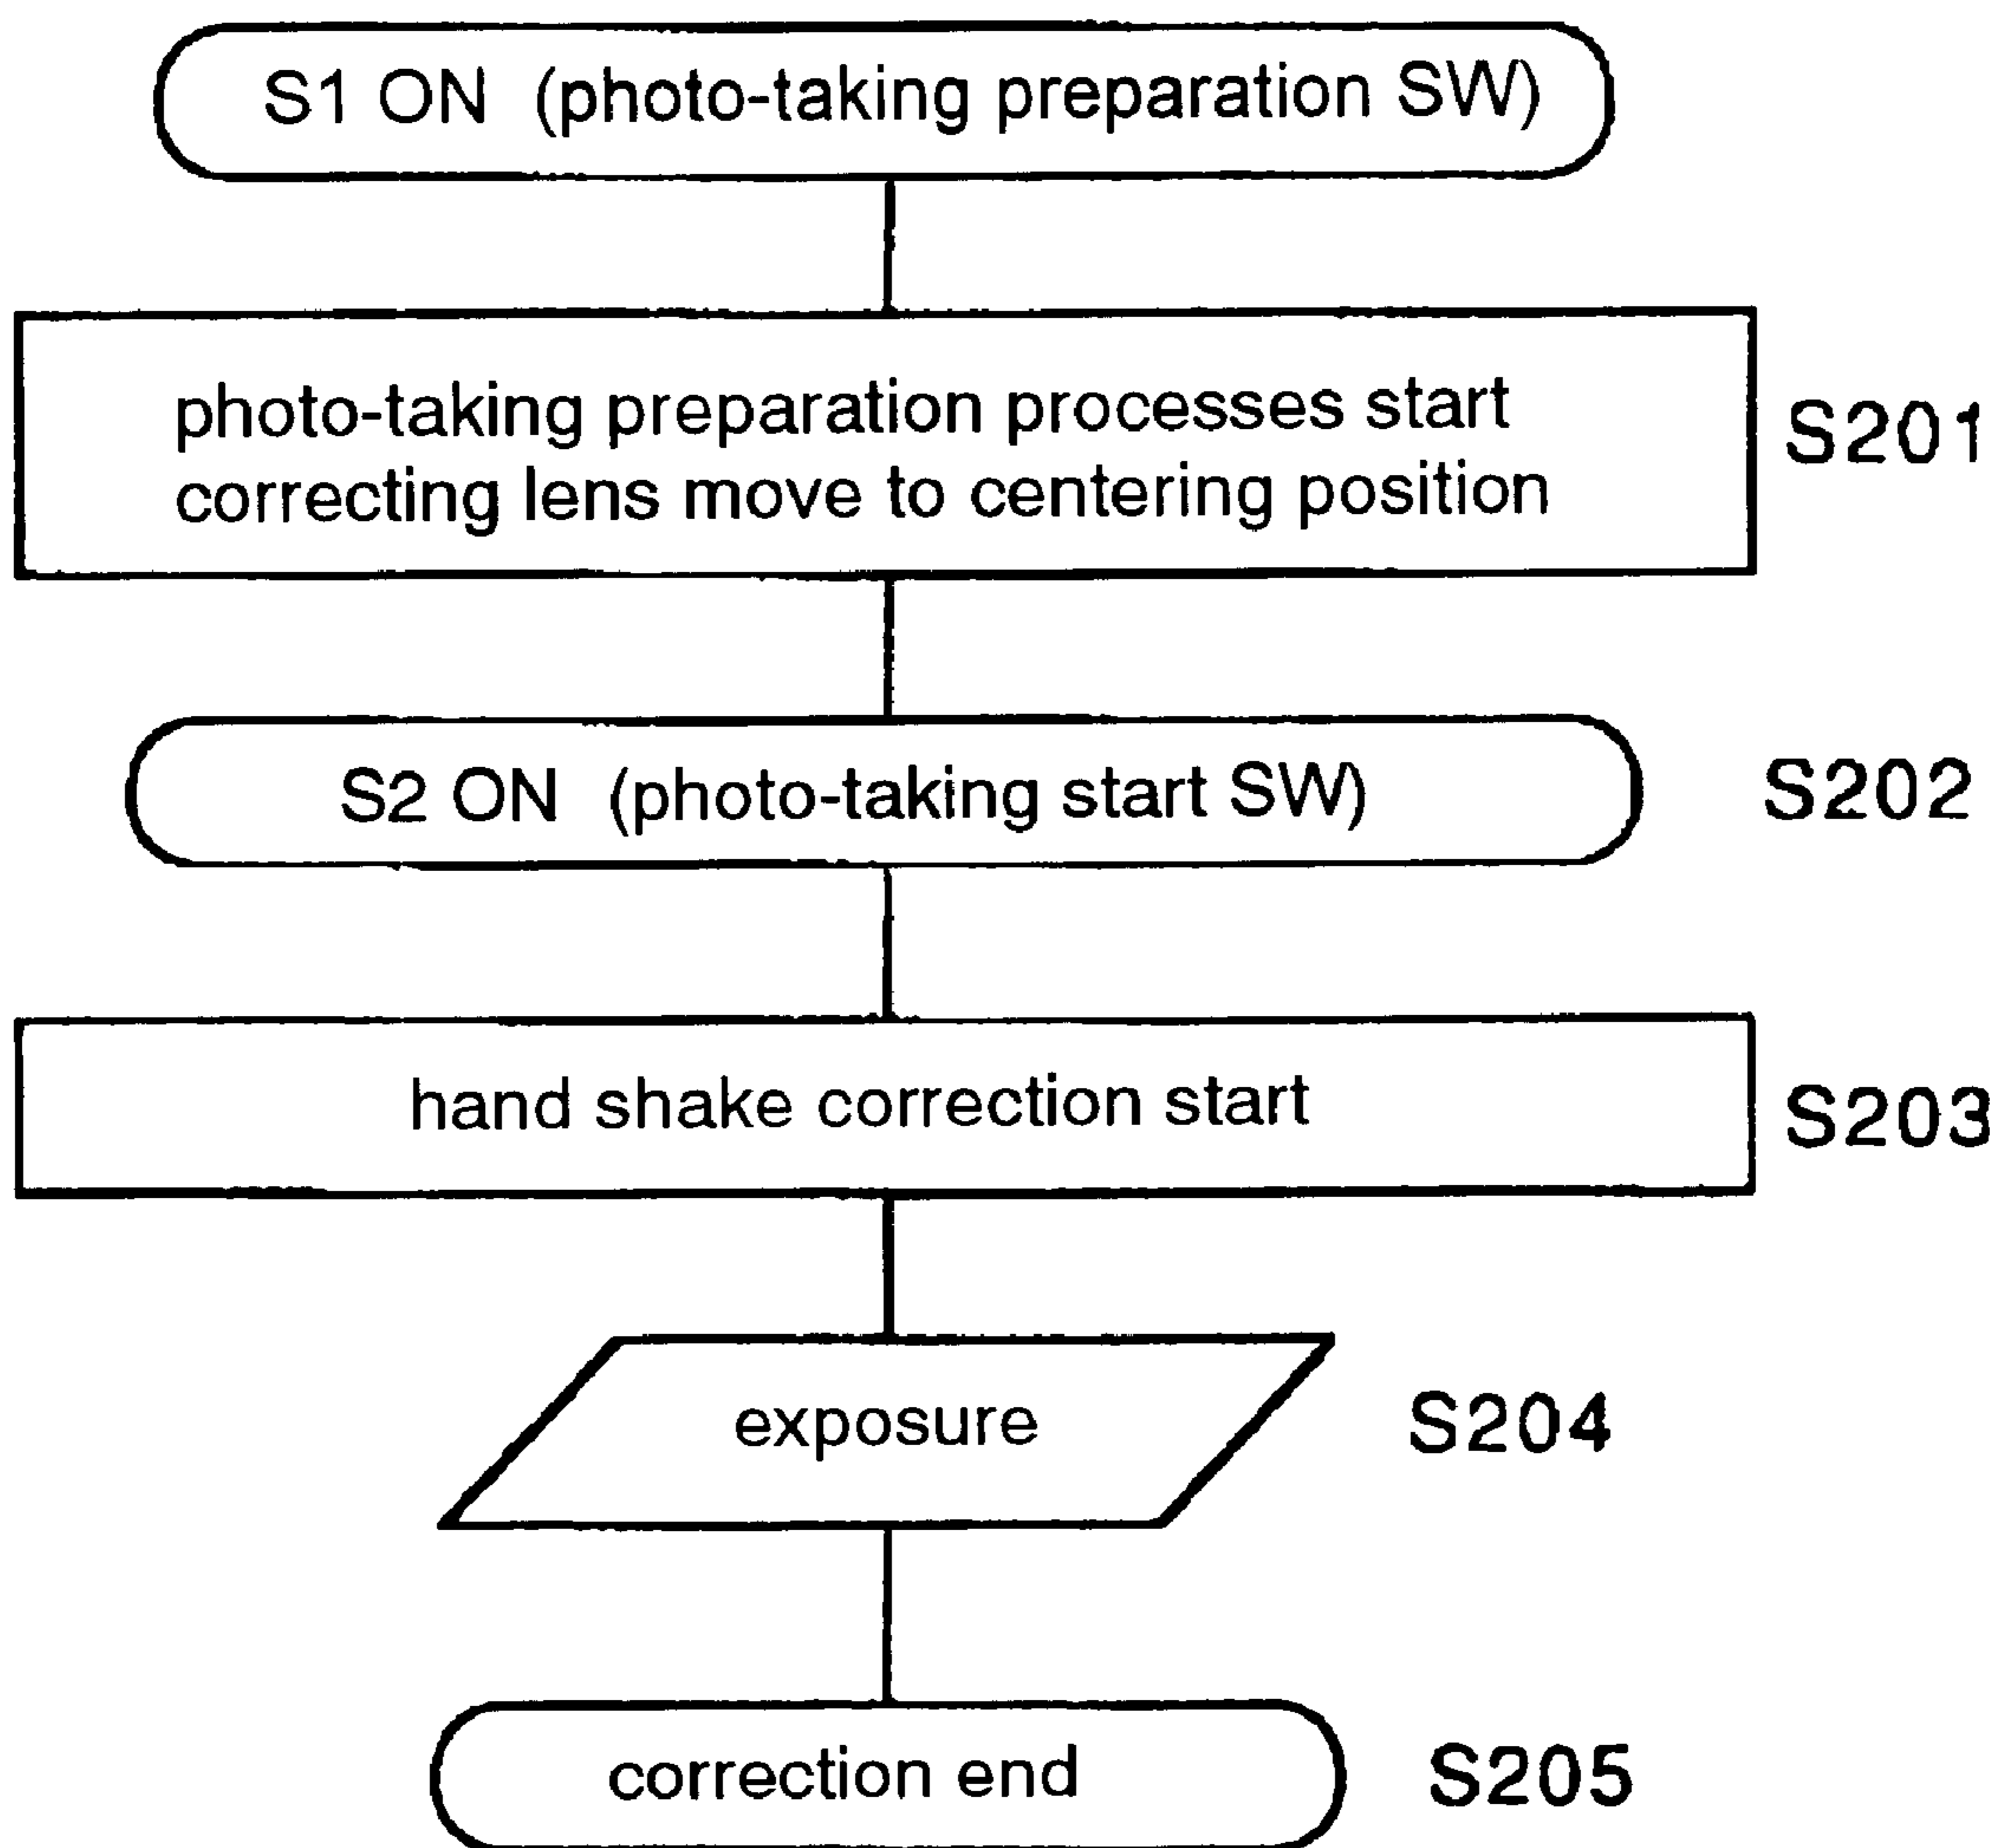 S1 ON (photo-taking preparation SW)
photo-taking preparation processes start
correcting lens move to centering position
S201
S2 ON (photo-taking start SW)
S202
hand shake correction start
S203
exposure
S204
correction end
S205